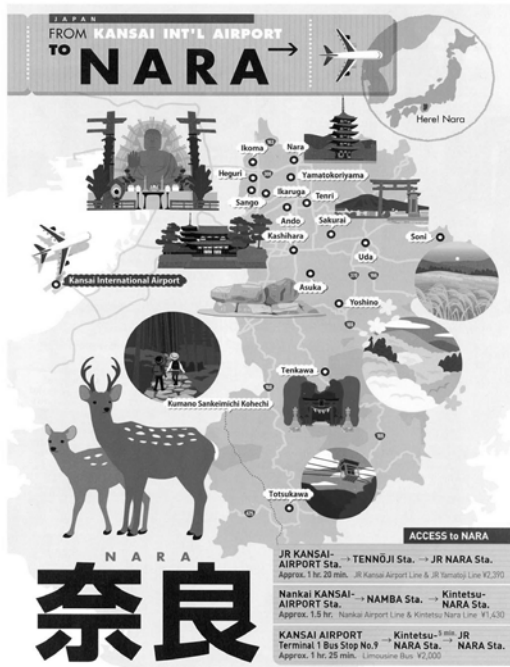 JAPAN
FROM KANSAI INT'L AIRPORT
TO NARA →
Here! Nara
Ikoma
Nara
Heguri
Yamatokoriyama
Sango
Ikaruga
Tenri
Ando
Sakurai
Kashihara
Soni
Uda
Kansai International Airport
Asuka
Yoshino
Tenkawa
Kumano Sankeimichi Kohechi
Totsukawa
NARA
奈良
ACCESS to NARA
JR KANSAI-AIRPORT Sta. → TENNŌJI Sta. → JR NARA Sta.
Approx. 1 hr. 20 min. JR Kansai Airport Line & JR Yamatoji Line ¥2,390
Nankai KANSAI-AIRPORT Sta. → NAMBA Sta. → Kintetsu-NARA Sta.
Approx. 1.5 hr. Nankai Airport Line & Kintetsu Nara Line ¥1,430
KANSAI AIRPORT Terminal 1 Bus Stop No.9 → Kintetsu-NARA Sta. 5 min. → JR NARA Sta.
Approx. 1 hr. 25 min. Limousine Bus ¥2,000